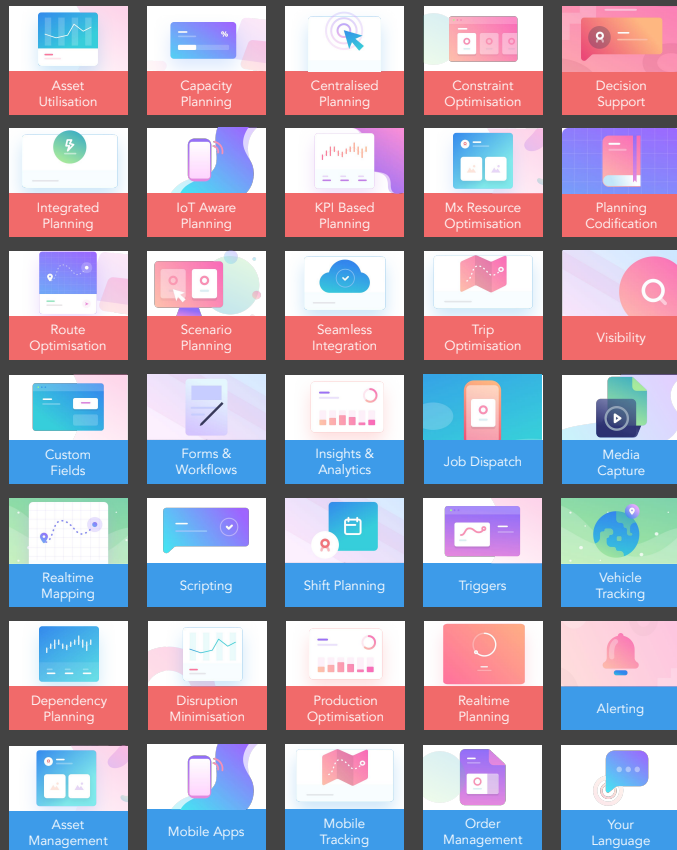 %
Asset
Utilisation
Capacity
Planning
Centralised
Planning
Constraint
Optimisation
Decision
Support
Integrated
Planning
IoT Aware
Planning
KPI Based
Planning
Mx Resource
Optimisation
Planning
Codification
Route
Optimisation
Scenario
Planning
Seamless
Integration
Trip
Optimisation
Visibility
Custom
Fields
Forms &
Workflows
Insights &
Analytics
Job Dispatch
Media
Capture
Realtime
Mapping
Scripting
Shift Planning
Triggers
Vehicle
Tracking
Dependency
Planning
Disruption
Minimisation
Production
Optimisation
Realtime
Planning
Alerting
Asset
Management
Mobile Apps
Mobile
Tracking
Order
Management
Your
Language